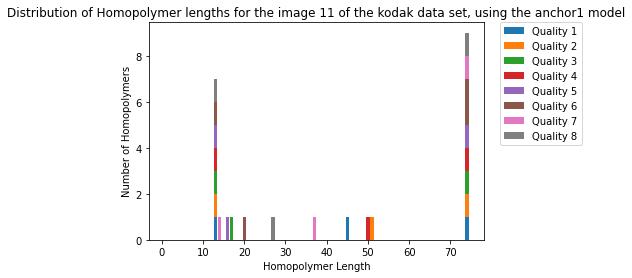 Distribution of Homopolymer lengths for the image 11 of the kodak data set, using the anchor1 model
Number of Homopolymers
8
6
4
2
0
0 10 20 30 40 50 60 70
Homopolymer Length
Quality 1
Quality 2
Quality 3
Quality 4
Quality 5
Quality 6
Quality 7
Quality 8